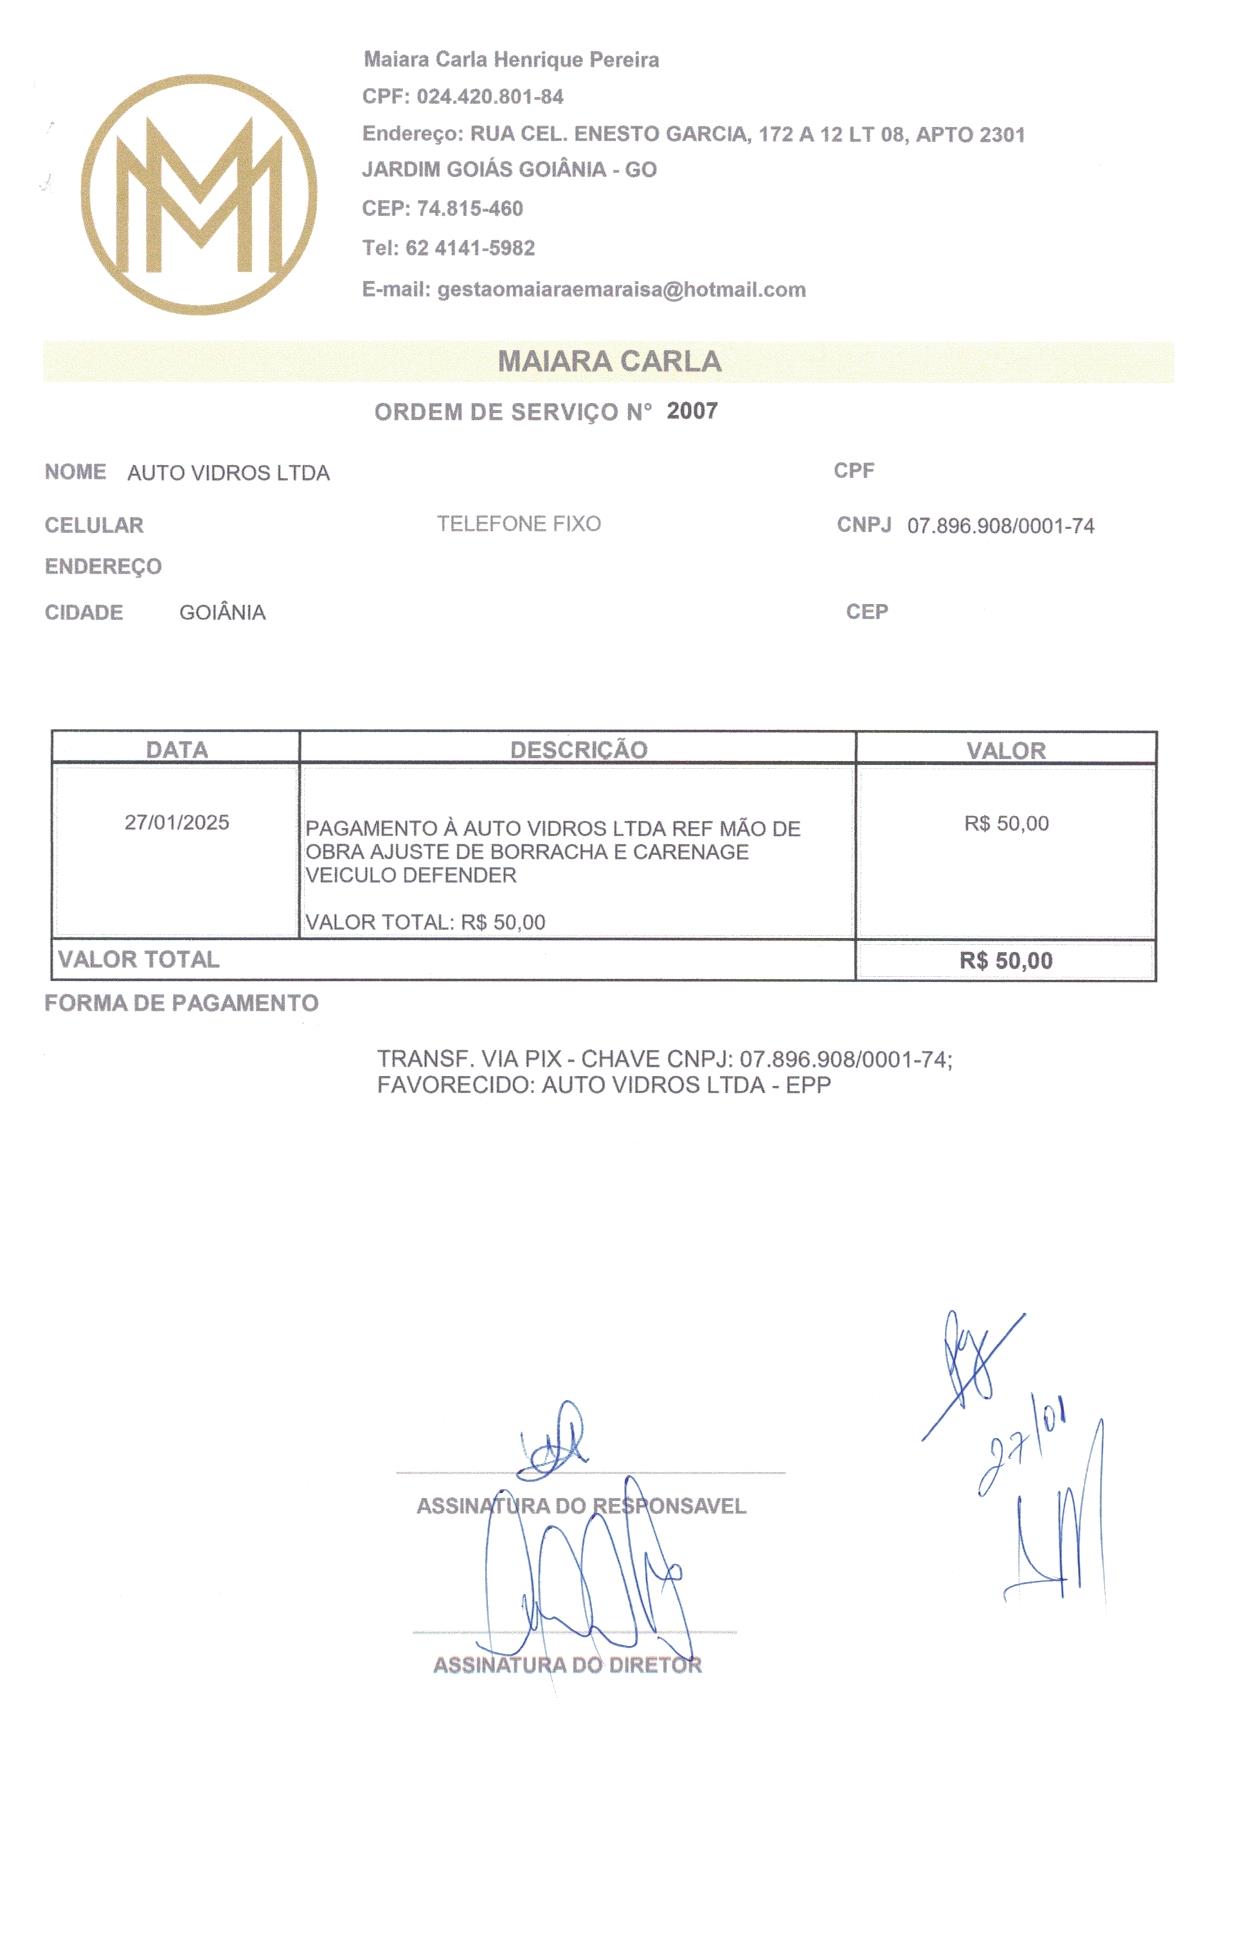 Maiara Carla Henrique Pereira
CPF: 024.420.801-84
Endereço: RUA CEL. ENESTO GARCIA, 172 A 12 LT 08, APTO 2301
JARDIM GOIÁS GOIÂNIA - GO
CEP: 74.815-460
Tel: 62 4141-5982
E-mail: gestaomaiaraemaraisa@hotmail.com
MAIARA CARLA
ORDEM DE SERVIÇO N° 2007
NOME AUTO VIDROS LTDA CPF
CELULAR TELEFONE FIXO CNPJ 07.896.908/0001-74
ENDEREÇO
CIDADE GOIÂNIA CEP
DATA DESCRIÇÃO VALOR
27/01/2025 PAGAMENTO À AUTO VIDROS LTDA REF MÃO DE R$ 50,00
OBRA AJUSTE DE BORRACHA E CARENAGE
VEICULO DEFENDER
VALOR TOTAL: R$ 50,00
VALOR TOTAL R$ 50,00
FORMA DE PAGAMENTO
TRANSF. VIA PIX - CHAVE CNPJ: 07.896.908/0001-74;
FAVORECIDO: AUTO VIDROS LTDA - EPP
27/01
ASSINATURA DO RESPONSAVEL
ASSINATURA DO DIRETOR